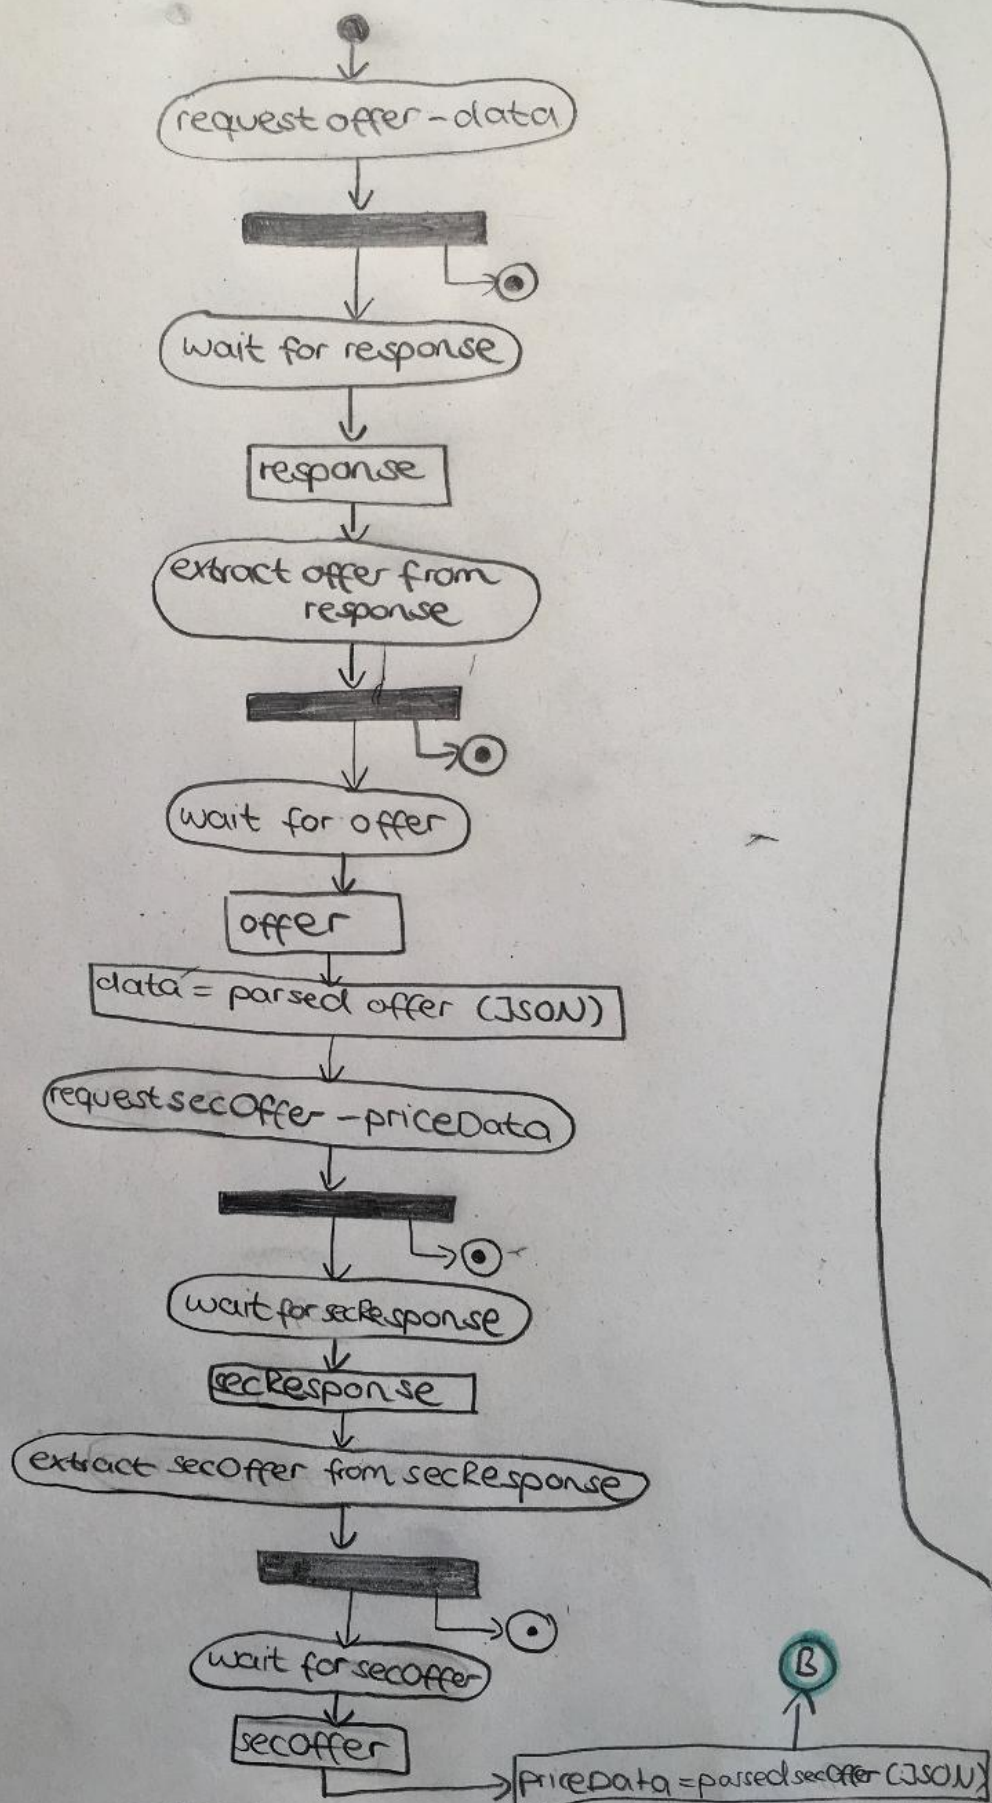 request offer-data
wait for response
response
extract offer from
response
wait for offer
offer
data = parsed offer (JSON)
request secOffer -priceData
wait for secResponse
secResponse
extract secOffer from secResponse
wait for secOffer
secOffer
B
priceData = parsed secOffer (JSON)